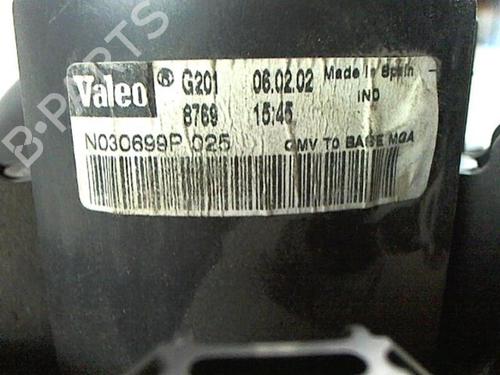 B-PARTS
Valeo ® G201 06.02.02 Made in Spain
8769 15:45 IND
N030699P 025 GMV T0 BASE MGA